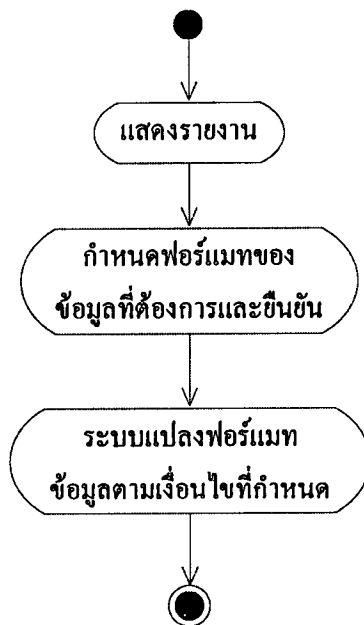 แสดงรายงาน
กำหนดฟอร์แมทของ
ข้อมูลที่ต้องการและยืนยัน
ระบบแปลงฟอร์แมท
ข้อมูลตามเงื่อนไขที่กำหนด